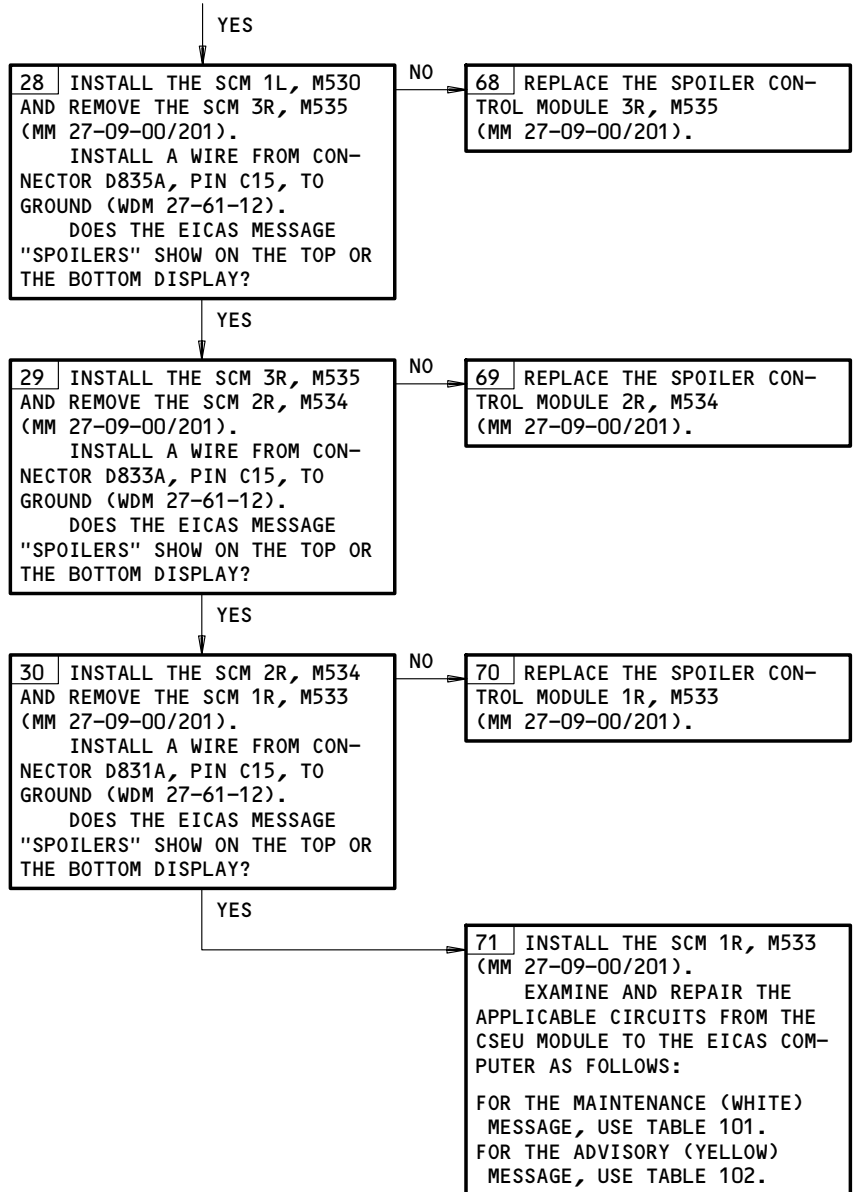 YES
28 INSTALL THE SCM 1L, M530
AND REMOVE THE SCM 3R, M535
(MM 27-09-00/201).
INSTALL A WIRE FROM CON-
NECTOR D835A, PIN C15, TO
GROUND (WDM 27-61-12).
DOES THE EICAS MESSAGE
"SPOILERS" SHOW ON THE TOP OR
THE BOTTOM DISPLAY?
NO
68 REPLACE THE SPOILER CON-
TROL MODULE 3R, M535
(MM 27-09-00/201).
YES
29 INSTALL THE SCM 3R, M535
AND REMOVE THE SCM 2R, M534
(MM 27-09-00/201).
INSTALL A WIRE FROM CON-
NECTOR D833A, PIN C15, TO
GROUND (WDM 27-61-12).
DOES THE EICAS MESSAGE
"SPOILERS" SHOW ON THE TOP OR
THE BOTTOM DISPLAY?
NO
69 REPLACE THE SPOILER CON-
TROL MODULE 2R, M534
(MM 27-09-00/201).
YES
30 INSTALL THE SCM 2R, M534
AND REMOVE THE SCM 1R, M533
(MM 27-09-00/201).
INSTALL A WIRE FROM CON-
NECTOR D831A, PIN C15, TO
GROUND (WDM 27-61-12).
DOES THE EICAS MESSAGE
"SPOILERS" SHOW ON THE TOP OR
THE BOTTOM DISPLAY?
NO
70 REPLACE THE SPOILER CON-
TROL MODULE 1R, M533
(MM 27-09-00/201).
YES
71 INSTALL THE SCM 1R, M533
(MM 27-09-00/201).
EXAMINE AND REPAIR THE
APPLICABLE CIRCUITS FROM THE
CSEU MODULE TO THE EICAS COM-
PUTER AS FOLLOWS:
FOR THE MAINTENANCE (WHITE)
MESSAGE, USE TABLE 101.
FOR THE ADVISORY (YELLOW)
MESSAGE, USE TABLE 102.